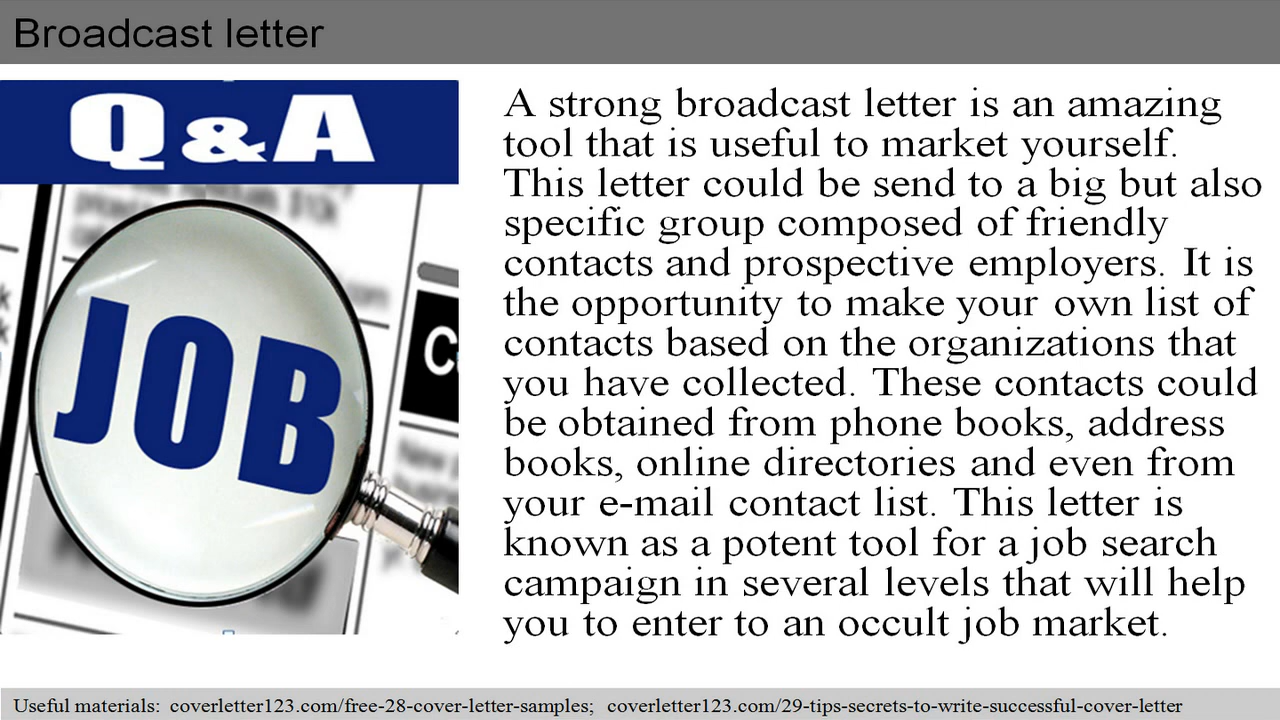 Broadcast letter
Q&A
JOB
A strong broadcast letter is an amazing
tool that is useful to market yourself.
This letter could be send to a big but also
specific group composed of friendly
contacts and prospective employers. It is
the opportunity to make your own list of
contacts based on the organizations that
you have collected. These contacts could
be obtained from phone books, address
books, online directories and even from
your e-mail contact list. This letter is
known as a potent tool for a job search
campaign in several levels that will help
you to enter to an occult job market.
Useful materials: coverletter123.com/free-28-cover-letter-samples; coverletter123.com/29-tips-secrets-to-write-successful-cover-letter